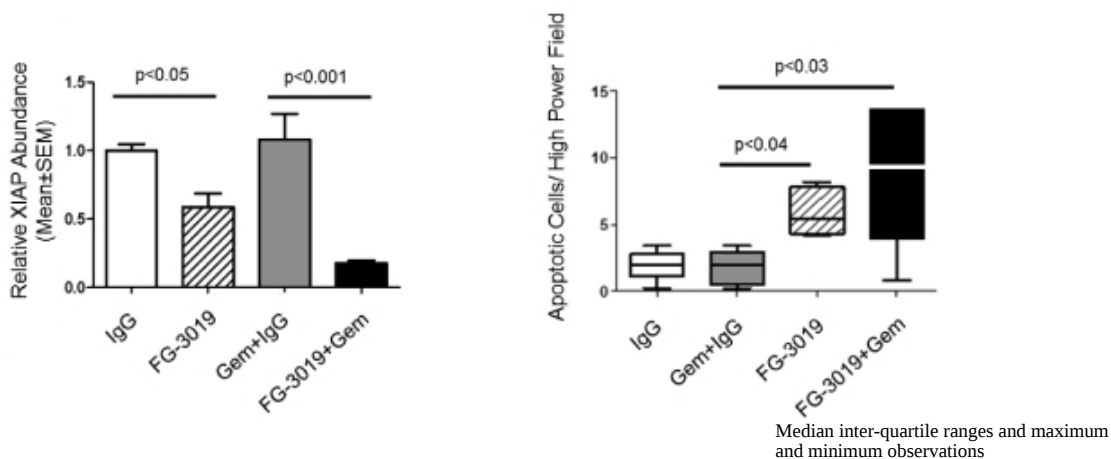 Relative XIAP Abundance
(Mean±SEM)
p<0.05
p<0.001
1.5
1.0
0.5
0.0
IgG
FG-3019
Gem+IgG
FG-3019+Gem
Apoptotic Cells/ High Power Field
p<0.03
p<0.04
15
10
5
0
IgG
Gem+IgG
FG-3019
FG-3019+Gem
Median inter-quartile ranges and maximum
and minimum observations